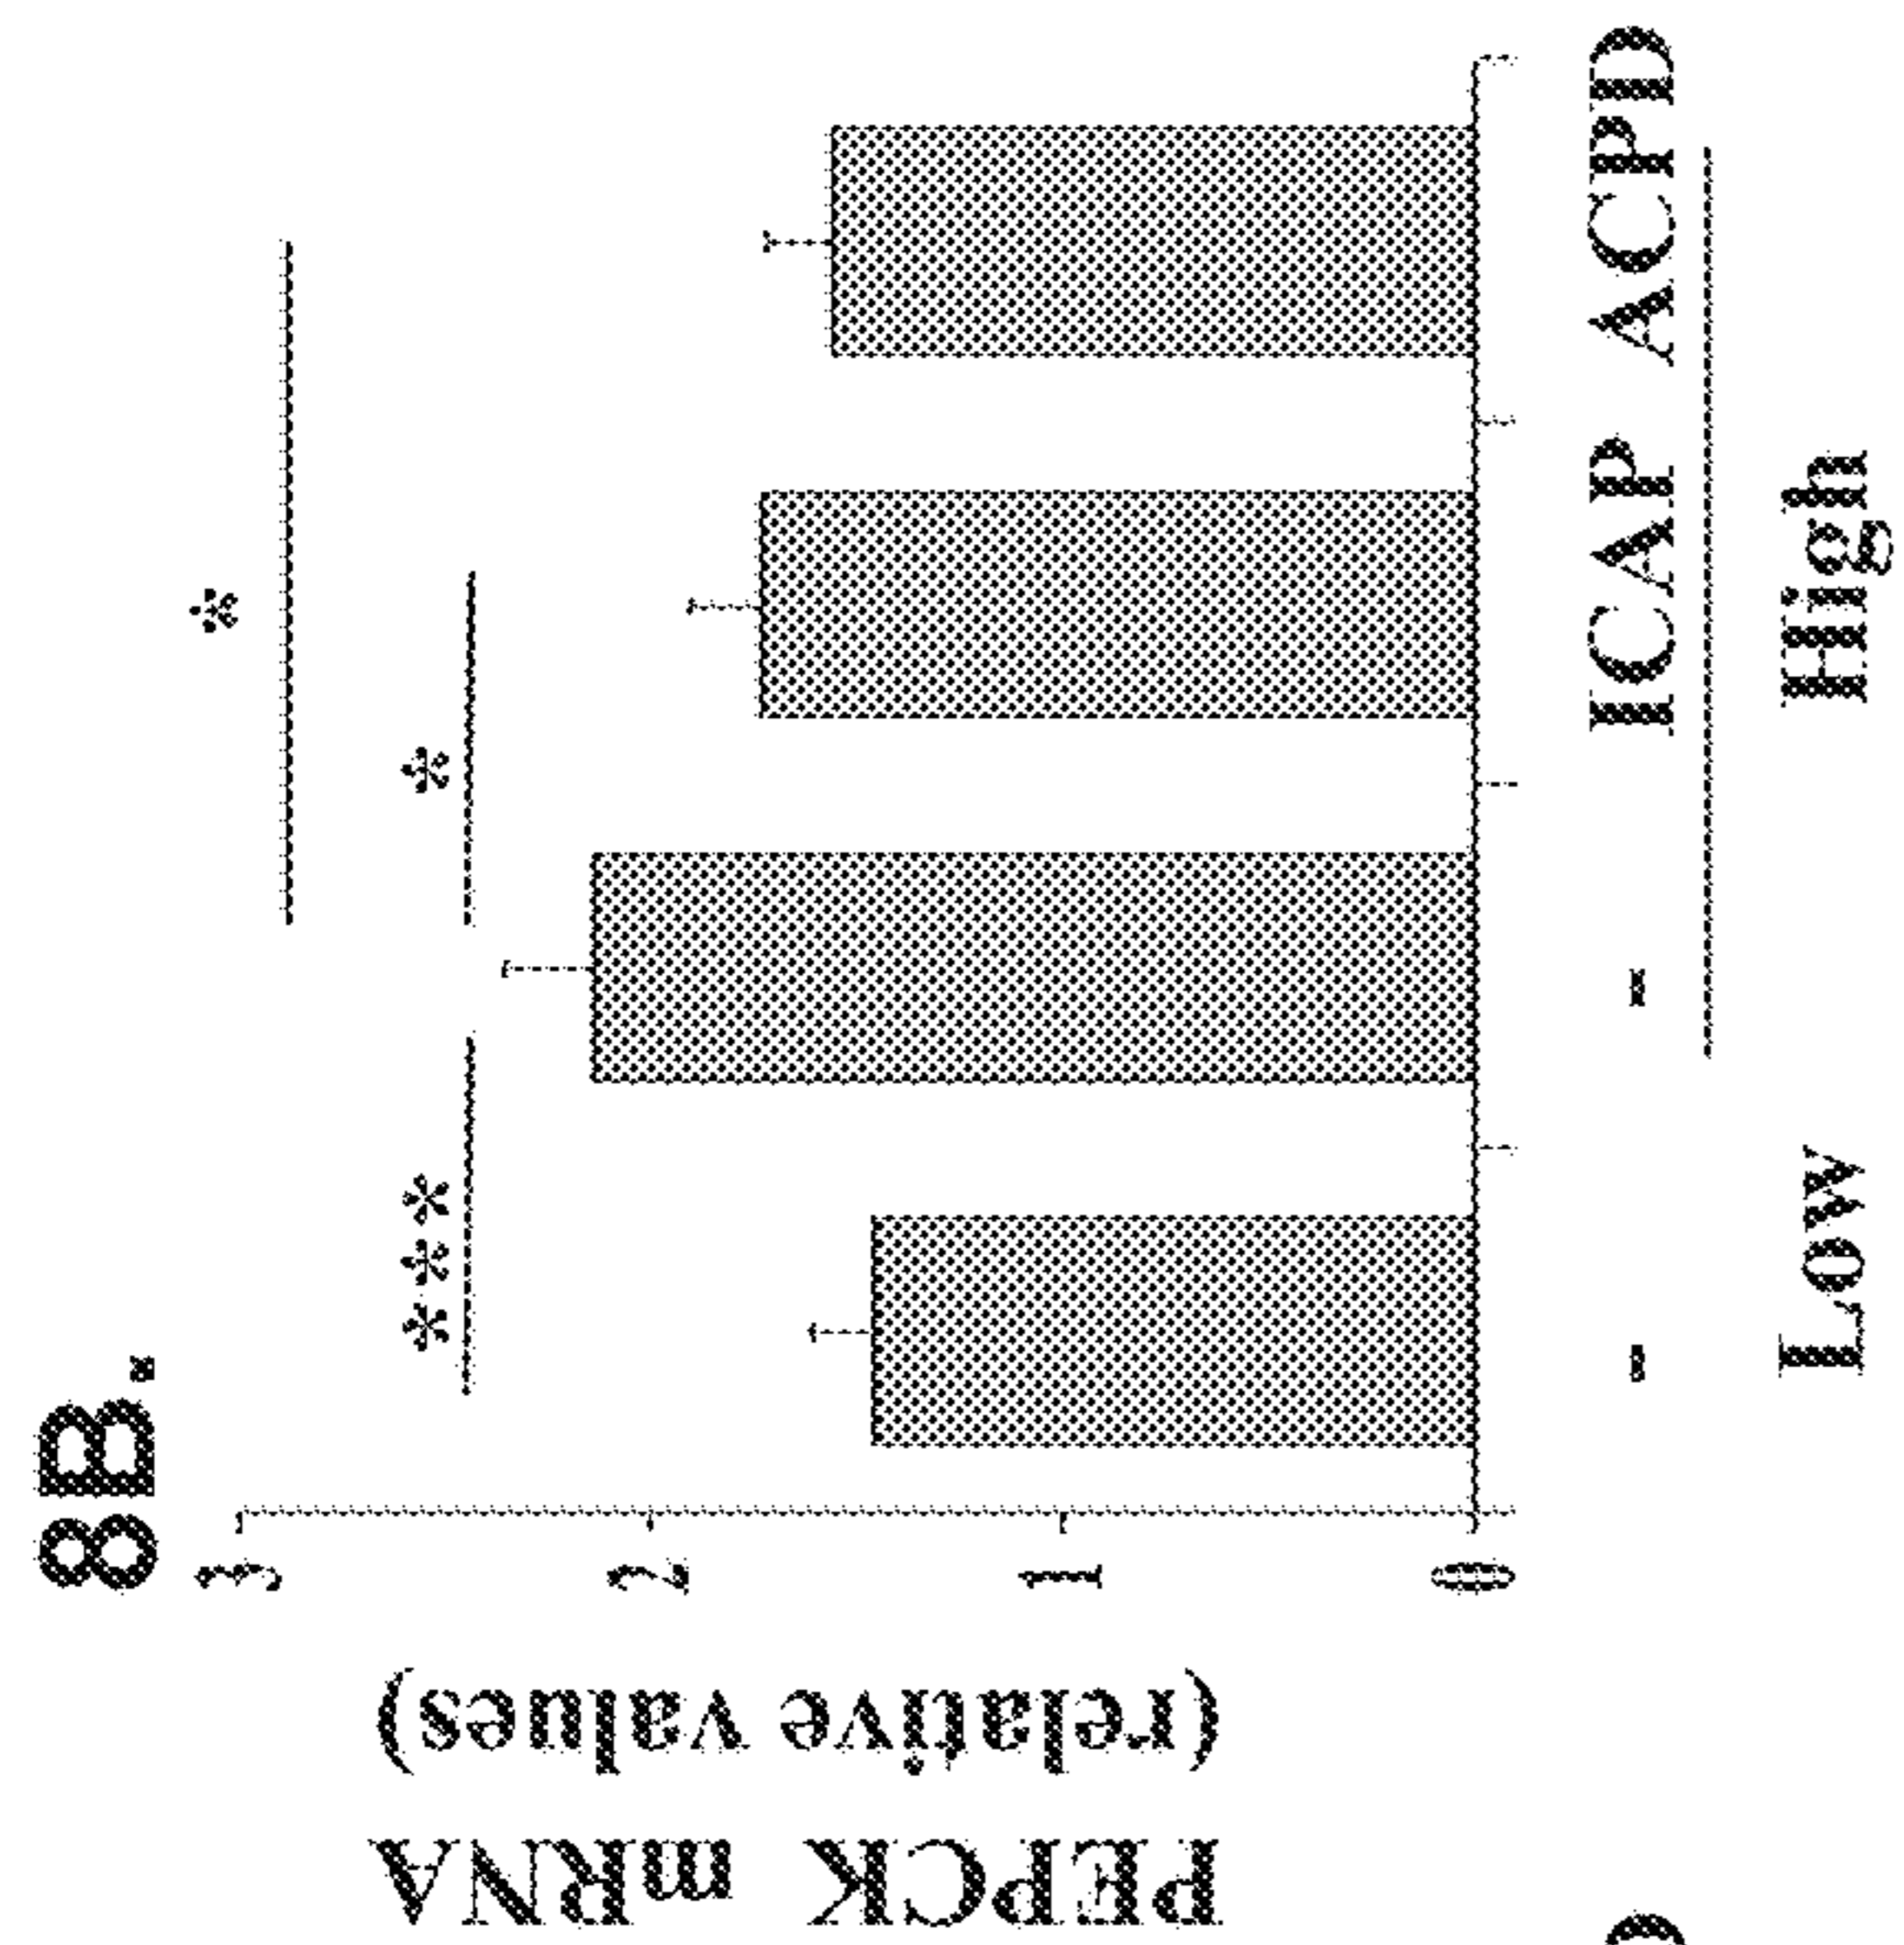 8B.
PEPCK mRNA
(relative values)
3
2
1
0
*
*** *
- - ICAP ACPD
Low High